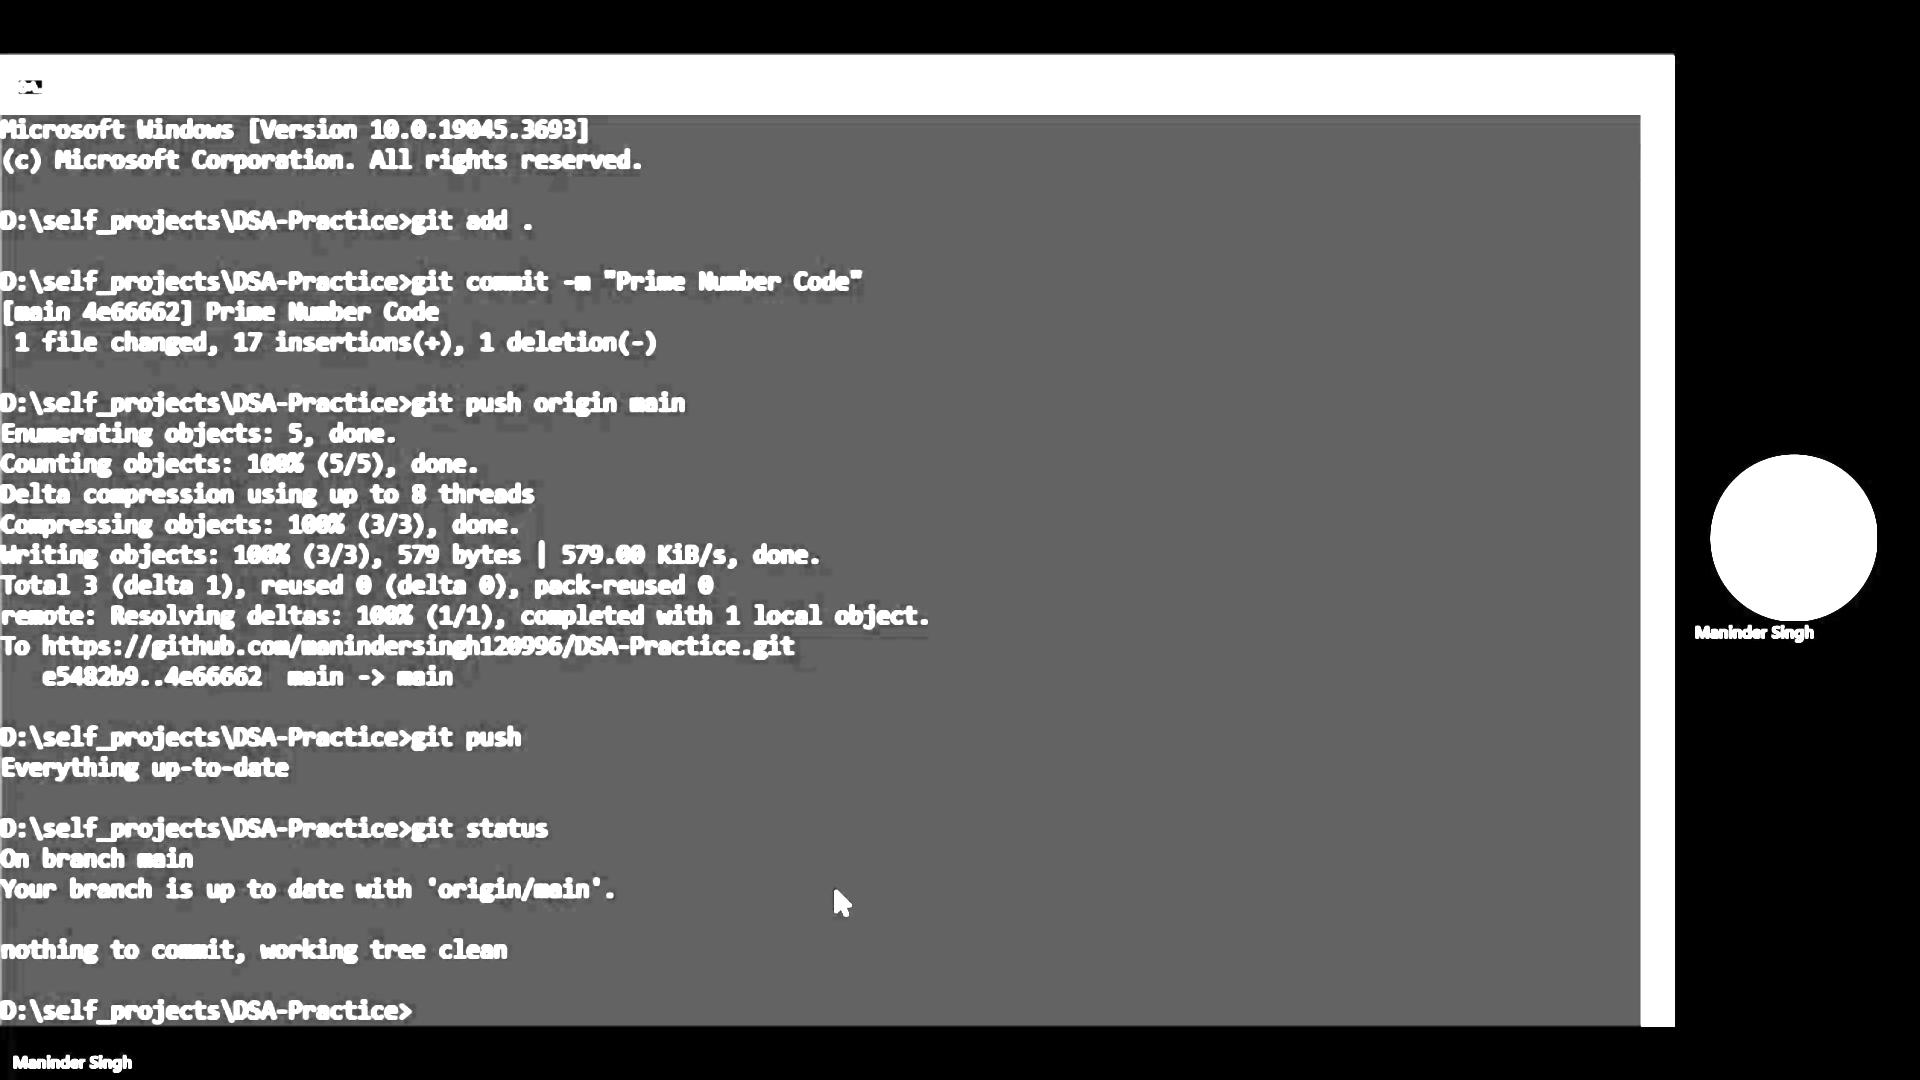 Microsoft Windows [Version 10.0.19045.3693]
(c) Microsoft Corporation. All rights reserved.
D:\self_projects\DSA-Practice>git add .
D:\self_projects\DSA-Practice>git commit -m "Prime Number Code"
[main 4e66662] Prime Number Code
 1 file changed, 17 insertions(+), 1 deletion(-)
D:\self_projects\DSA-Practice>git push origin main
Enumerating objects: 5, done.
Counting objects: 100% (5/5), done.
Delta compression using up to 8 threads
Compressing objects: 100% (3/3), done.
Writing objects: 100% (3/3), 579 bytes | 579.00 KiB/s, done.
Total 3 (delta 1), reused 0 (delta 0), pack-reused 0
remote: Resolving deltas: 100% (1/1), completed with 1 local object.
To https://github.com/manindersingh120996/DSA-Practice.git
   e5482b9..4e66662  main -> main
D:\self_projects\DSA-Practice>git push
Everything up-to-date
D:\self_projects\DSA-Practice>git status
On branch main
Your branch is up to date with 'origin/main'.
nothing to commit, working tree clean
D:\self_projects\DSA-Practice>
Maninder Singh
Maninder Singh